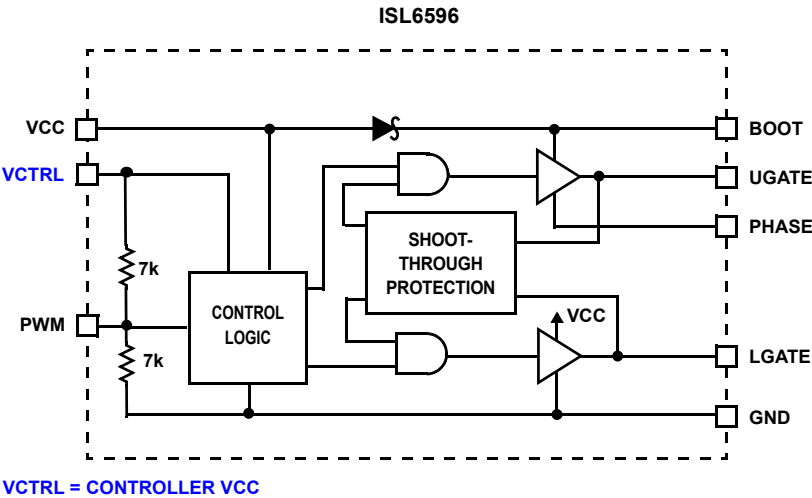 ISL6596
VCC
BOOT
VCTRL
UGATE
PHASE
SHOOT-
THROUGH
PROTECTION
7k
CONTROL
LOGIC
VCC
PWM
7k
LGATE
GND
VCTRL = CONTROLLER VCC